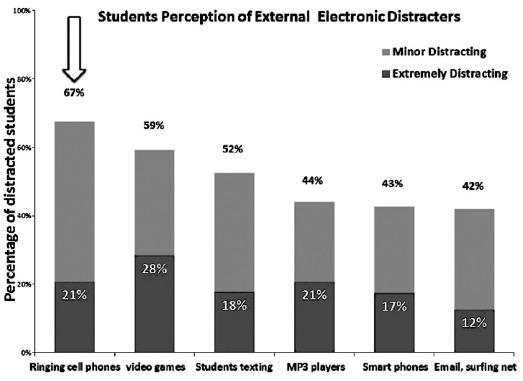 Students Perception of External Electronic Distracters
Minor Distracting
Extremely Distracting
Percentage of distracted students
100%
80%
60%
40%
20%
0%
67%
59%
52%
44%
43%
42%
21%
28%
18%
21%
17%
12%
Ringing cell phones
video games
Students texting
MP3 players
Smart phones
Email, surfing net